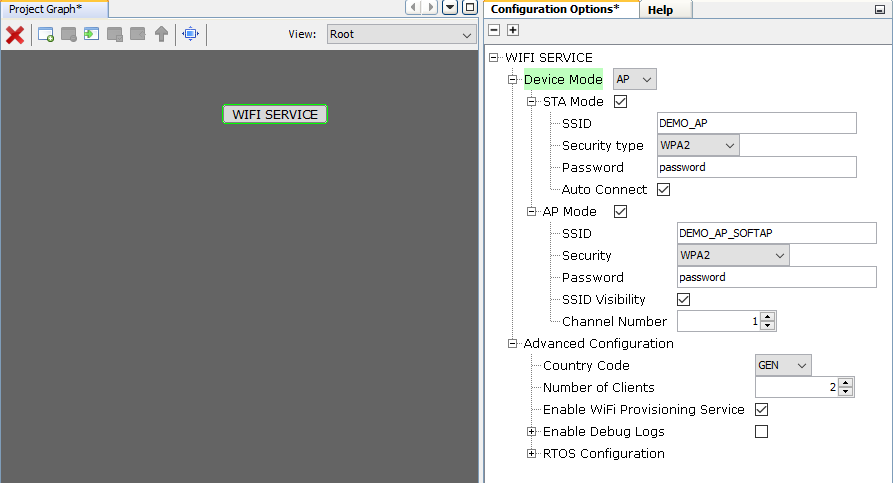 Project Graph*
View: Root
WIFI SERVICE
Configuration Options*
Help
WIFI SERVICE
Device Mode AP
STA Mode
SSID DEMO_AP
Security type WPA2
Password password
Auto Connect
AP Mode
SSID DEMO_AP_SOFTAP
Security WPA2
Password password
SSID Visibility
Channel Number 1
Advanced Configuration
Country Code GEN
Number of Clients 2
Enable WiFi Provisioning Service
Enable Debug Logs
RTOS Configuration